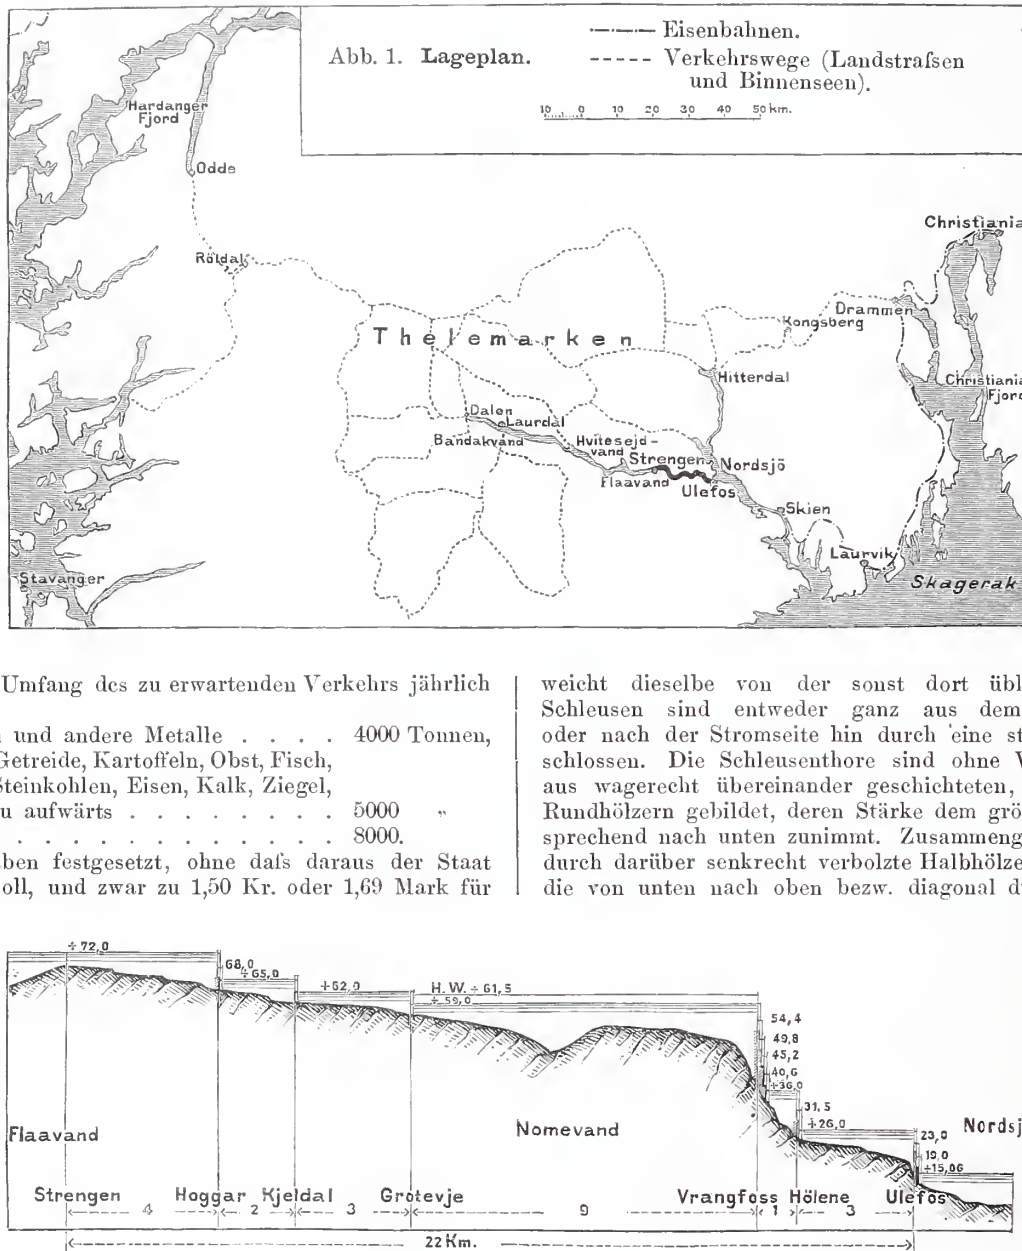 Abb. 1. Lageplan.
Eisenbahnen.
Verkehrswege (Landstraſsen
und Binnenseen).
10 0 10 20 30 40 50 km.
Hardanger
Fjord
Odde
Röldal
Christiania
Drammen
Kongsberg
Thelemarken
Hitterdal
Christiania
Fjor
Dalen
Laurdal
Bandakvand
Hvitesejd-
vand
Strengen
Nordsjö
Flaavand
Ulefos
Skien
Laurvik
Stavanger
Skagerak
Umfang des zu erwartenden Verkehrs jährlich
und andere Metalle . . . . 4000 Tonnen,
Getreide, Kartoffeln, Obst, Fisch,
Steinkohlen, Eisen, Kalk, Ziegel,
u aufwärts . . . . . . . . 5000 „
. . . . . . . . . . . . 8000.
ben festgesetzt, ohne daſs daraus der Staat
oll, und zwar zu 1,50 Kr. oder 1,69 Mark für
weicht dieselbe von der sonst dort übl
Schleusen sind entweder ganz aus dem
oder nach der Stromseite hin durch eine st
schlossen. Die Schleusenthore sind ohne V
aus wagerecht übereinander geschichteten,
Rundhölzern gebildet, deren Stärke dem grö
sprechend nach unten zunimmt. Zusammeng
durch darüber senkrecht verbolzte Halbhölze
die von unten nach oben bezw. diagonal d
+72,0
68,0
+65,0
+62,0
H.W. + 61,5
+59,0
54,4
49,8
45,2
40,6
+36,0
31,5
+26,0
23,0
19,0
+15,06
Flaavand
Nomevand
Nordsj
Strengen Hoggar Kjeldal Grotevje Vrangfoss Hölene Ulefos
4 2 3 9 1 3
22 Km.